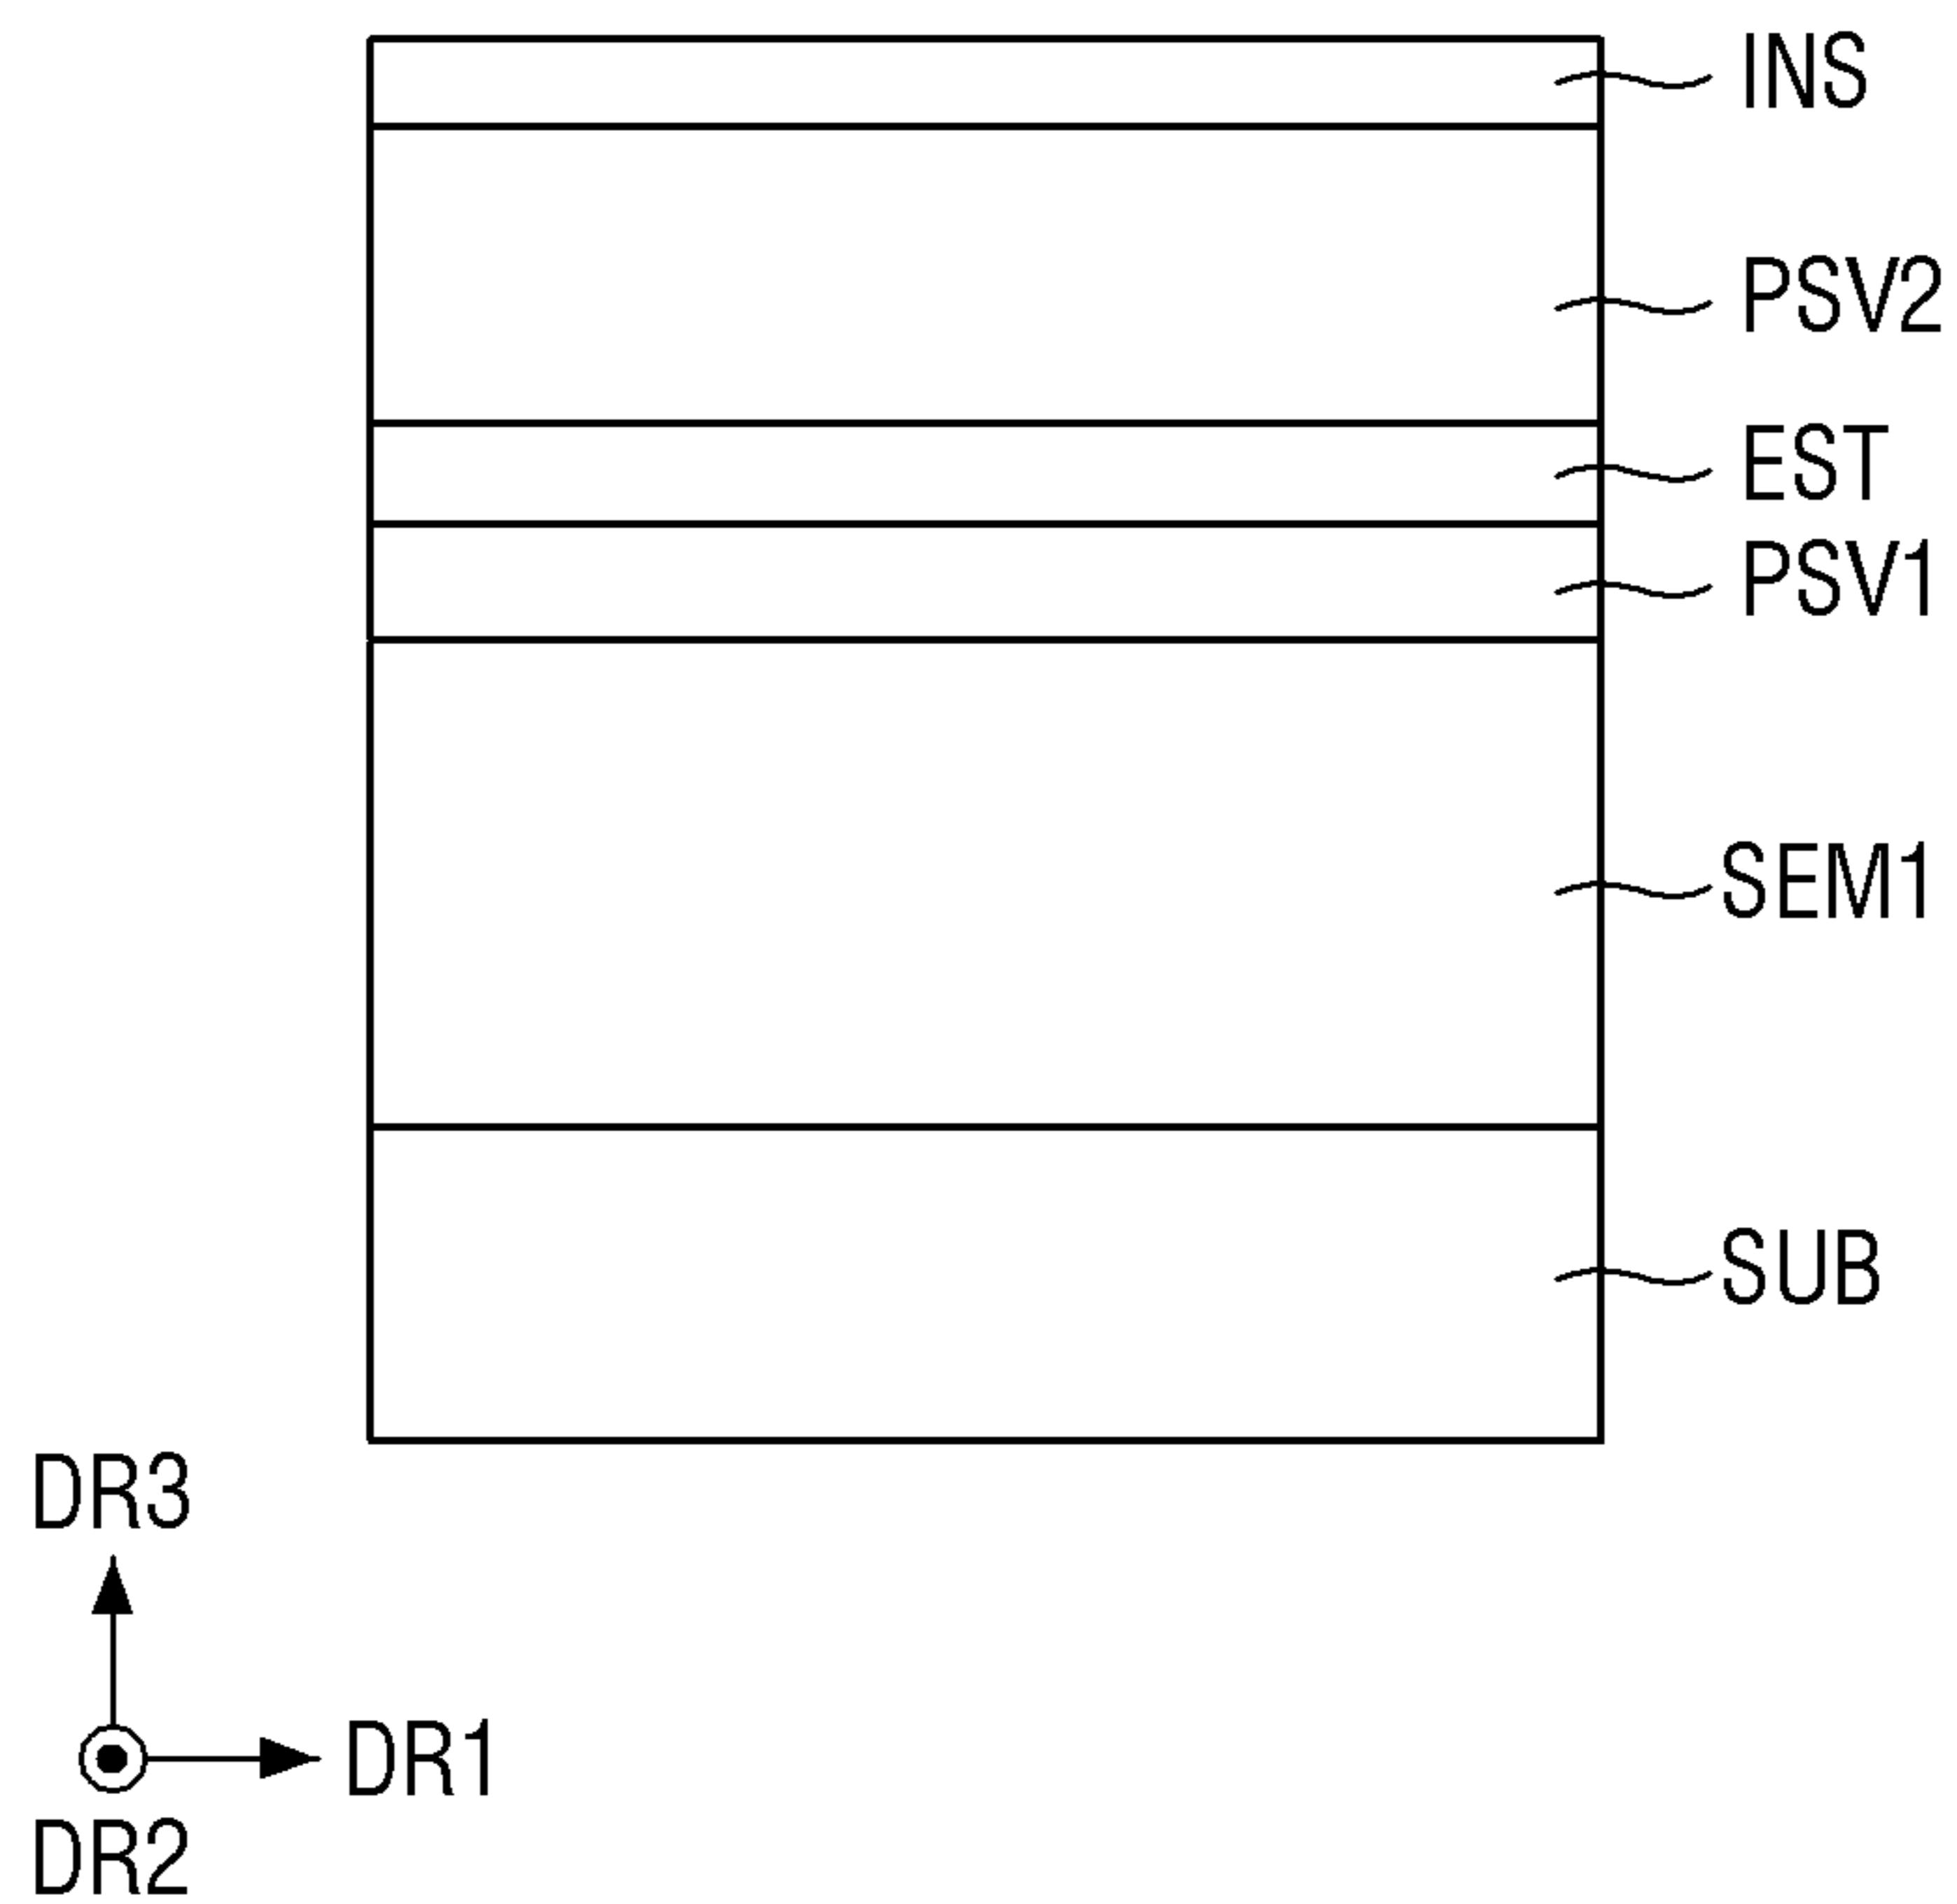 INS
PSV2
EST
PSV1
SEM1
SUB
DR3
DR1
DR2